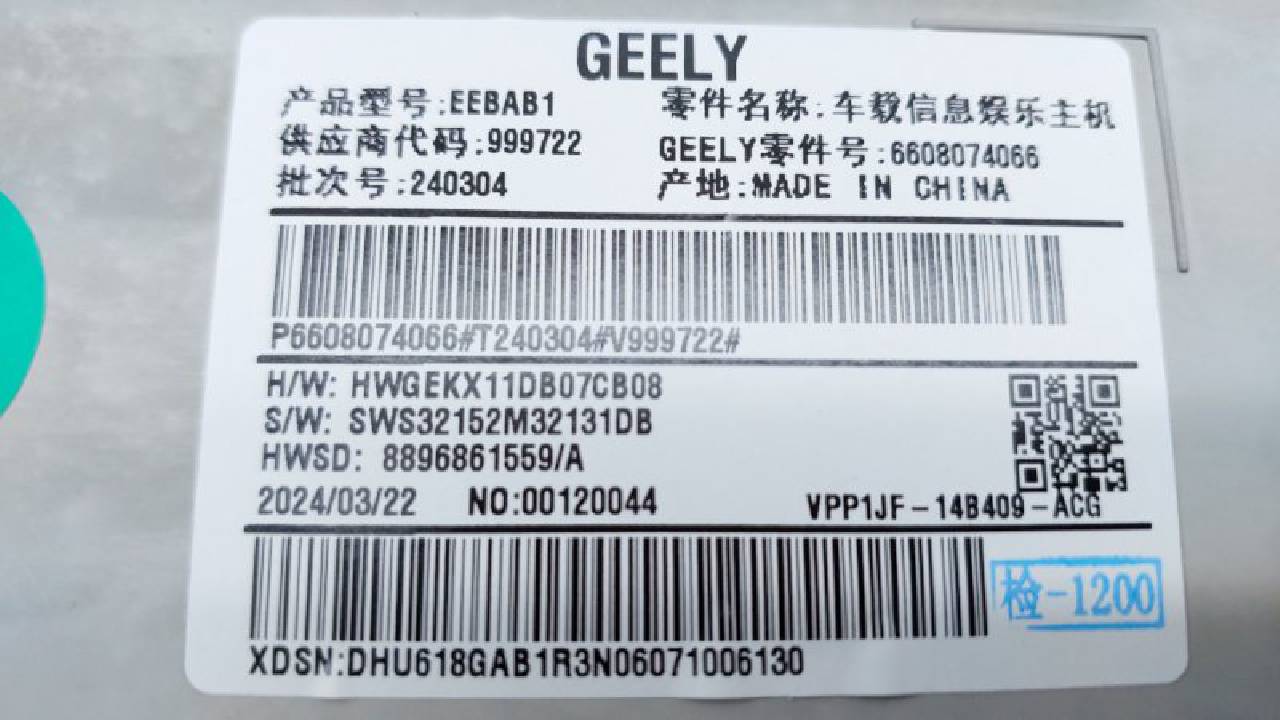 GEELY
产品型号:EEBAB1 零件名称:车载信息娱乐主机
供应商代码:999722 GEELY零件号:6608074066
批次号:240304 产地:MADE IN CHINA
P6608074066#T240304#V999722#
H/W: HWGEKX11DB07CB08
S/W: SWS32152M32131DB
HWSD: 8896861559/A
2024/03/22 NO:00120044 VPP1JF-14B409-ACG
检-1200
XDSN:DHU618GAB1R3N06071006130